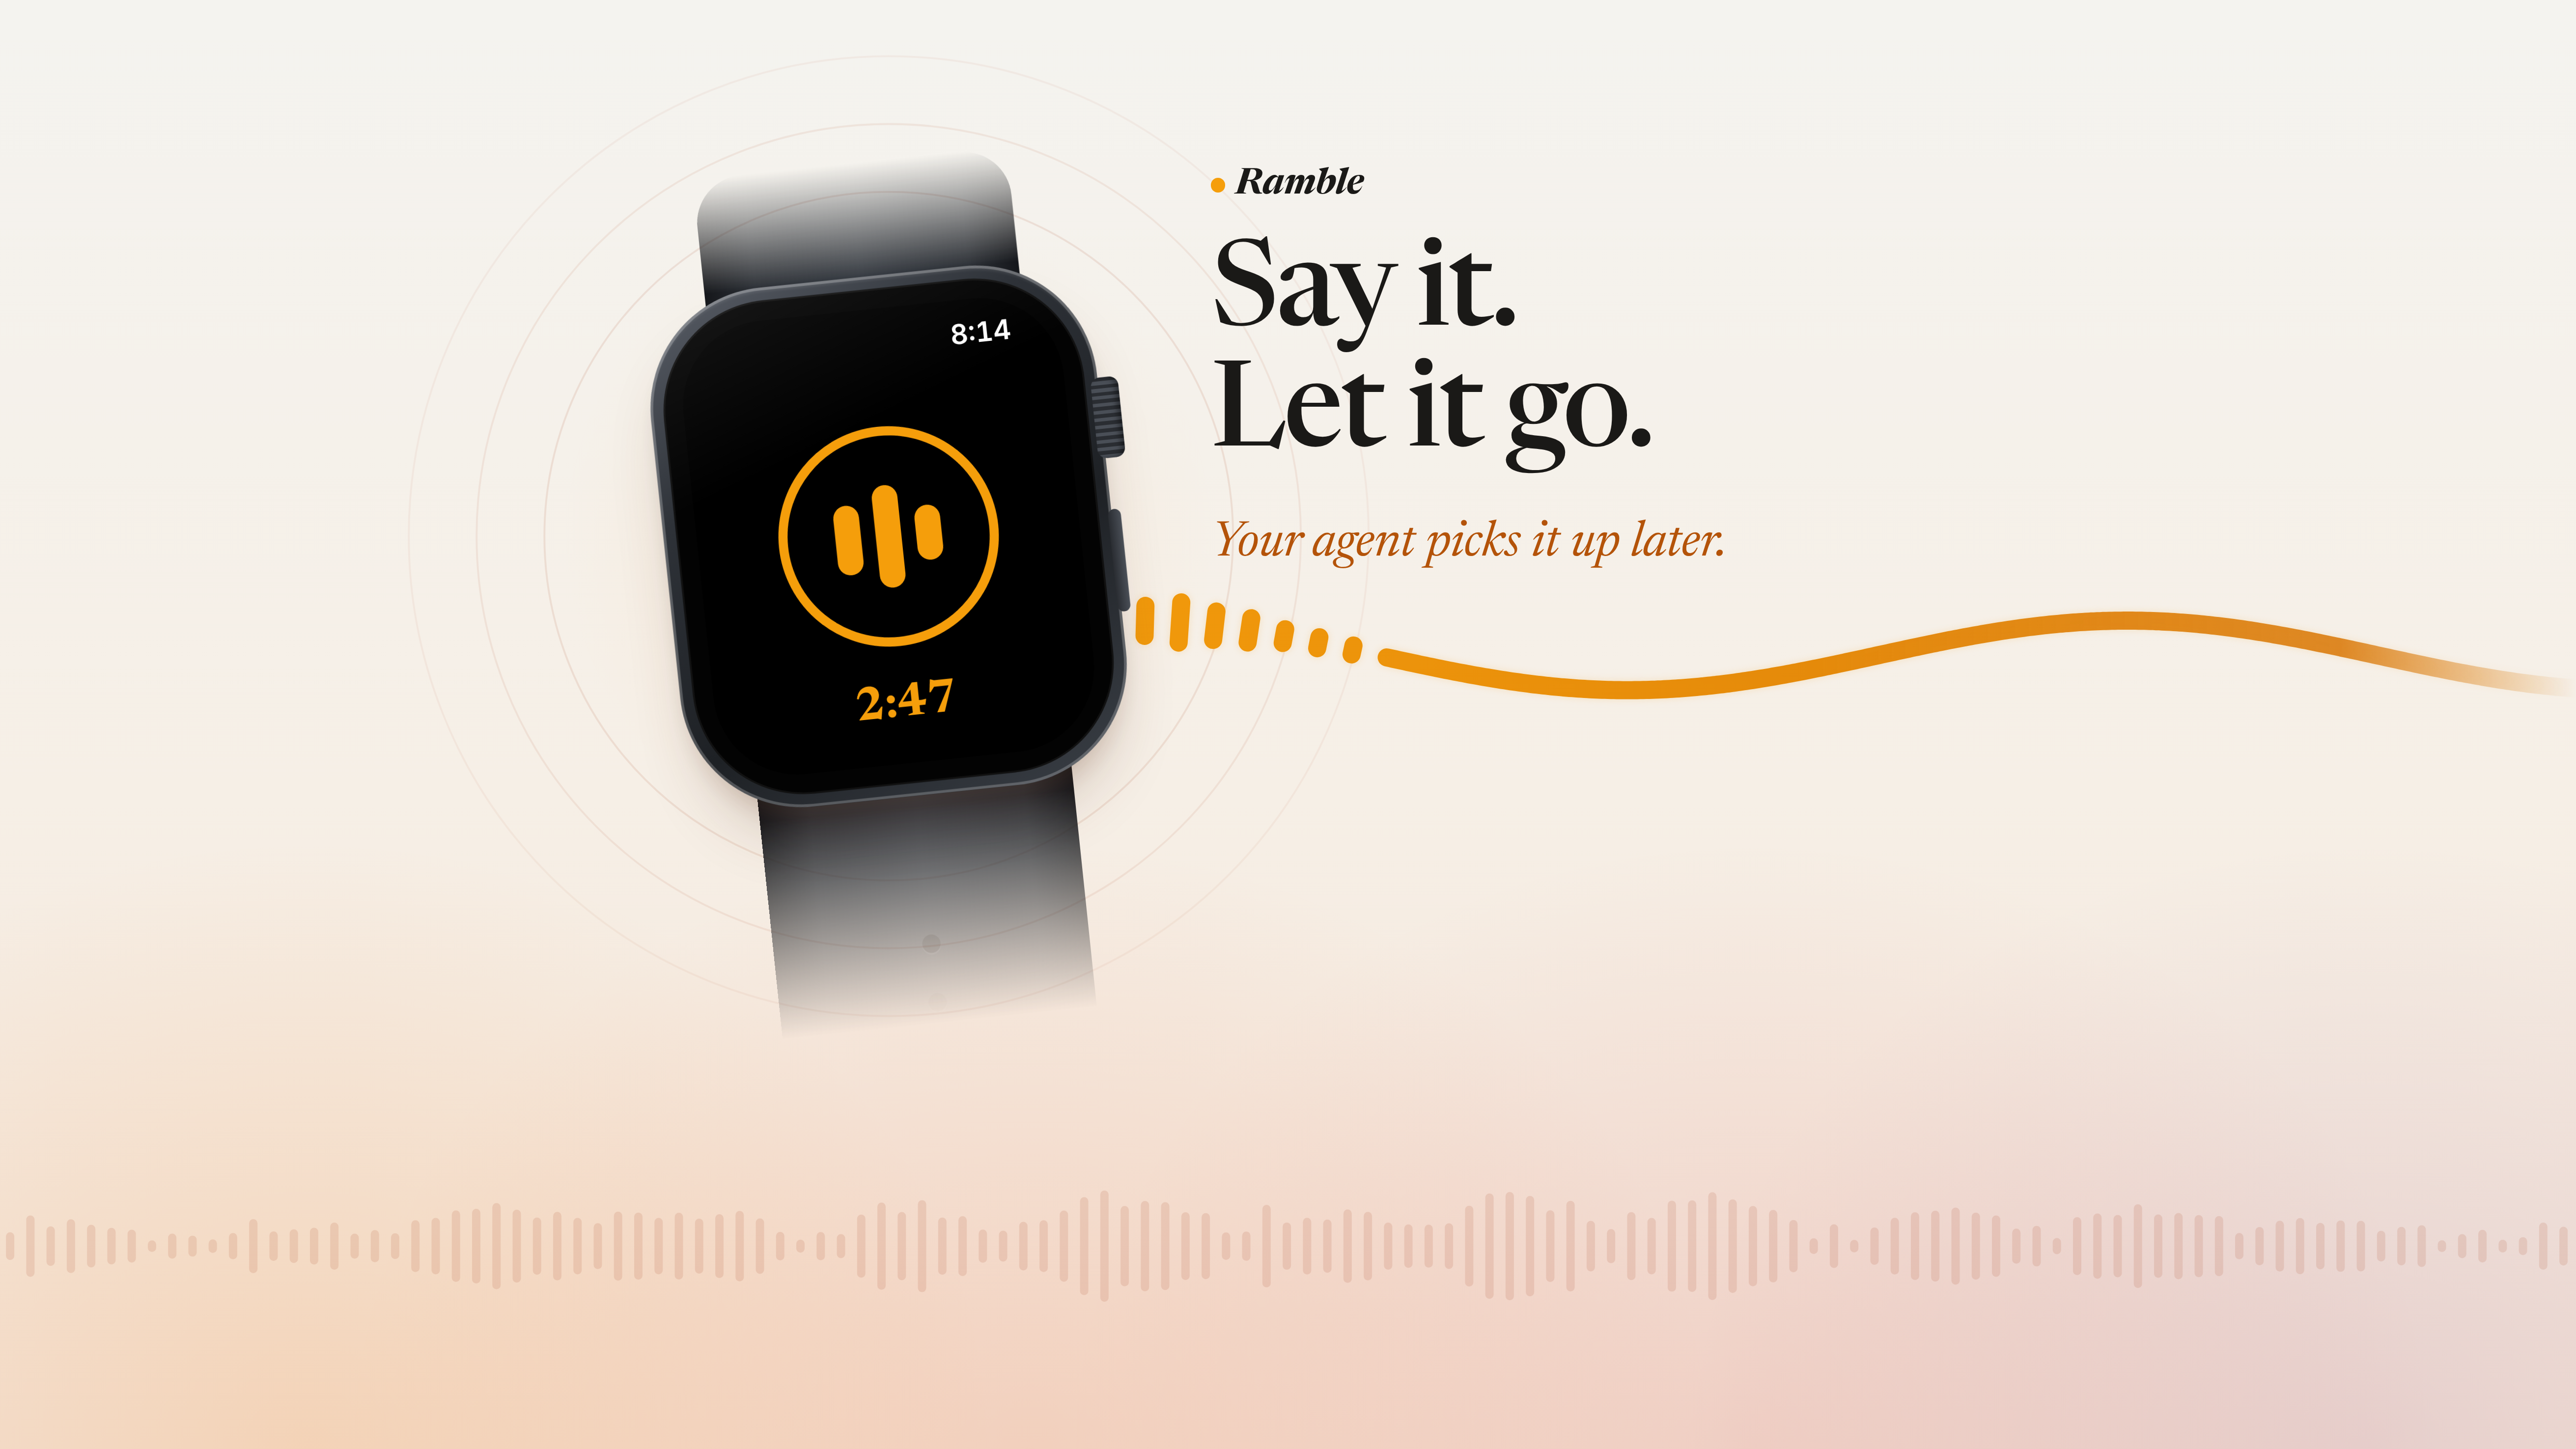 8:14
2:47
Ramble
Say it.
Let it go.
Your agent picks it up later.